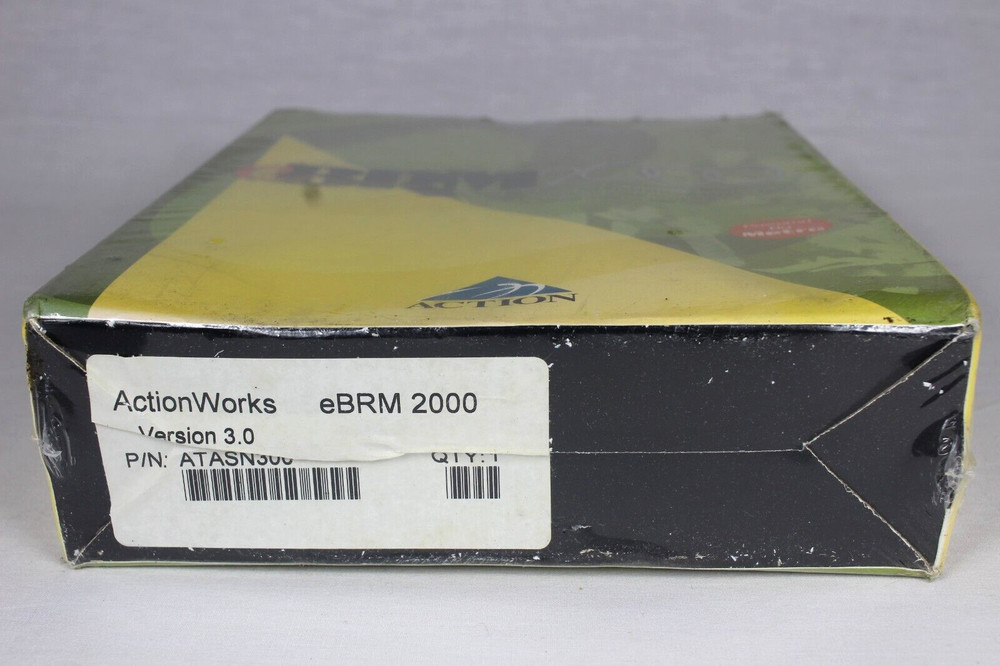 ACTION
ActionWorks eBRM 2000
Version 3.0
P/N: ATASN300
QTY: 1